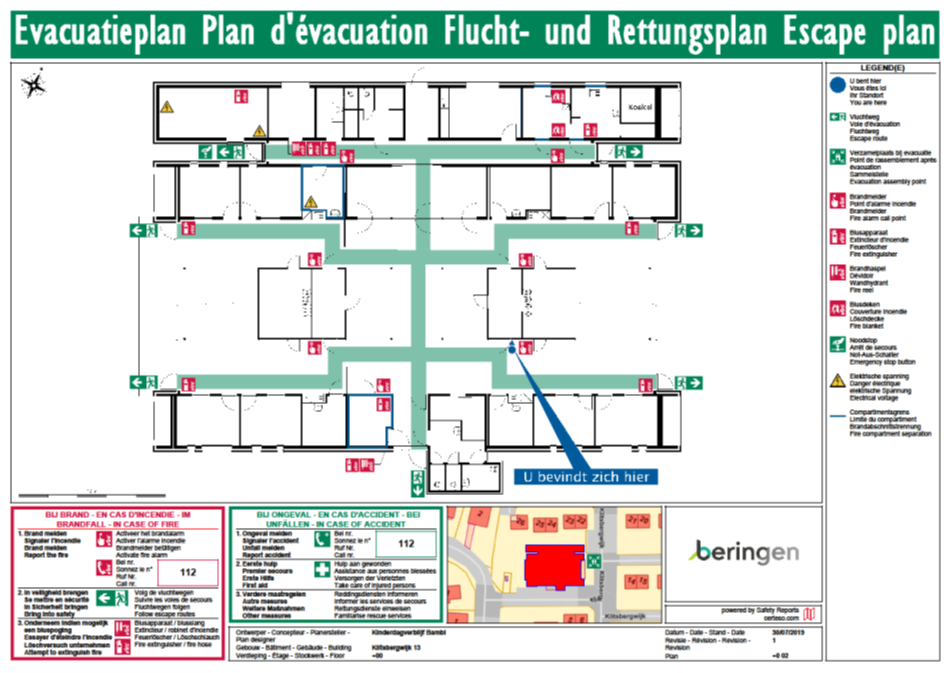 Evacuatieplan Plan d'évacuation Flucht- und Rettungsplan Escape plan
LEGEND(E)
U bent hier
Vous êtes ici
Ihr Standort
You are here
Vluchtweg
Voie d'évacuation
Fluchtweg
Escape route
Verzamelplaats bij evacuatie
Point de rassemblement après
évacuation
Sammelstelle
Evacuation assembly point
Brandmelder
Point d'alarme incendie
Brandmelder
Fire alarm call point
Blusapparaat
Extincteur d'incendie
Feuerlöscher
Fire extinguisher
Brandhaspel
Dévidoir
Wandhydrant
Fire reel
Blusdeken
Couverture incendie
Löschdecke
Fire blanket
Noodstop
Arrêt de secours
Not-Aus-Schalter
Emergency stop button
Elektrische spanning
Danger électrique
elektrische Spannung
Electrical voltage
Compartimentsgrens
Limite du compartiment
Brandabschnittstrennung
Fire compartment separation
U bevindt zich hier
BIJ BRAND - EN CAS D'INCENDIE - IM
BRANDFALL - IN CASE OF FIRE
1. Brand melden
Signaler l'incendie
Brand melden
Report the fire
Activeer het brandalarm
Activer l'alarme incendie
Brandmelder betätigen
Activate fire alarm
Bel nr.
Sonnez le n°
Ruf Nr.
Call nr.
112
2. In veiligheid brengen
Se mettre en sécurité
In Sicherheit bringen
Bring into safety
Volg de vluchtwegen
Suivre les voies de secours
Fluchtwegen folgen
Follow escape routes
3. Onderneem indien mogelijk
een bluspoging
Essayer d'éteindre l'incendie
Löschversuch unternehmen
Attempt to extinguish fire
Blusapparaat / blusslang
Extincteur / robinet d'incendie
Feuerlöscher / Löschschlauch
Fire extinguisher / fire hose
BIJ ONGEVAL - EN CAS D'ACCIDENT - BEI
UNFÄLLEN - IN CASE OF ACCIDENT
1. Ongeval melden
Signaler l'accident
Unfall melden
Report accident
Bel nr.
Sonnez le n°
Ruf Nr.
Call nr.
112
2. Eerste hulp
Premier secours
Erste Hilfe
First aid
Hulp aan gewonden
Assistance aux personnes blessées
Versorgen der Verletzten
Take care of injured persons
3. Verdere maatregelen
Autre mesures
Weitere Maßnahmen
Other measures
Reddingsdiensten informeren
Informer les services de secours
Rettungsdienste einweisen
Familiarise rescue services
Klitsbergwijk
beringen
powered by Safety Reports
certeso.com
Ontwerper - Concepteur - Planersteller -
Plan designer
Kinderdagverblijf Bambi
Gebouw - Bâtiment - Gebäude - Building
Klitsbergwijk 13
Verdieping - Étage - Stockwerk - Floor
+00
Datum - Date - Stand - Date
30/07/2019
Revisie - Révision - Revision -
Revision
1
Plan
+0 02